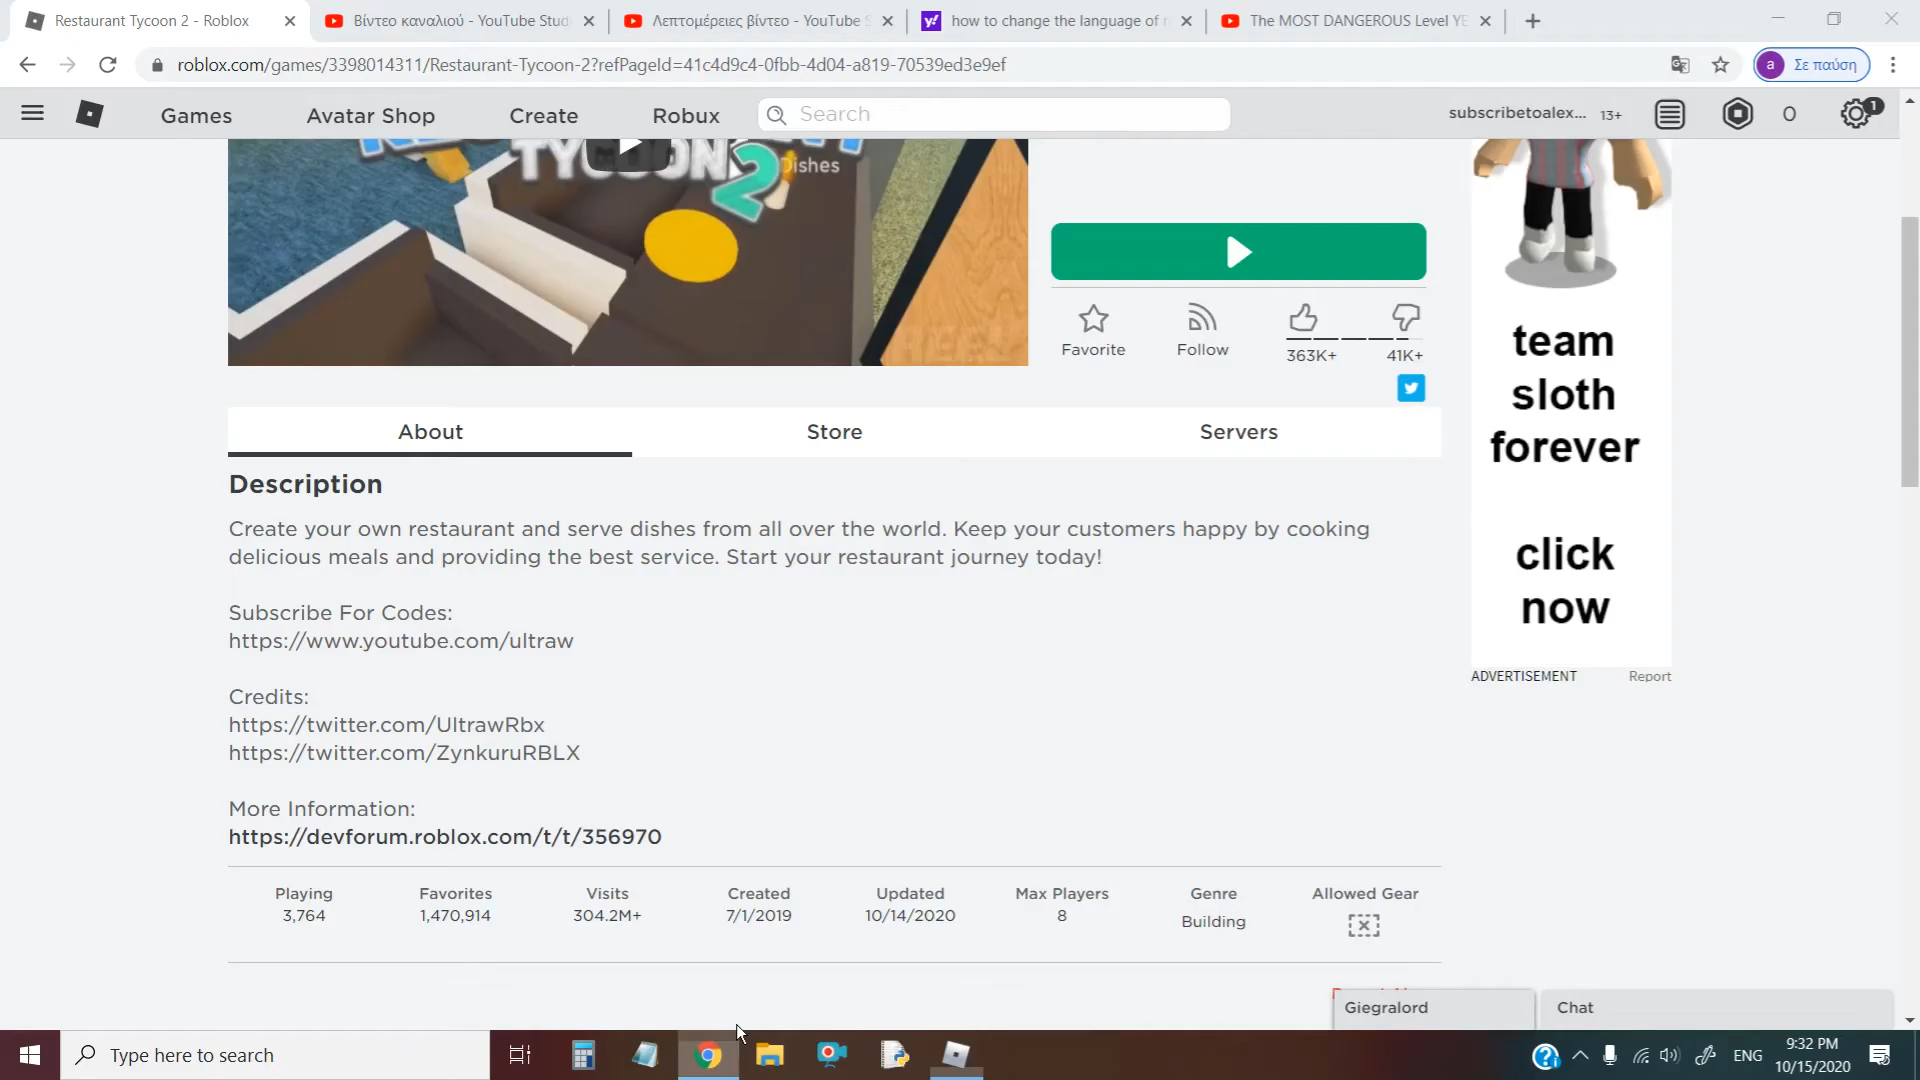 Restaurant Tycoon 2 - Roblox
Βίντεο καναλιού - YouTube Stud
Λεπτομέρειες βίντεο - YouTube S
how to change the language of
The MOST DANGEROUS Level YE
roblox.com/games/3398014311/Restaurant-Tycoon-2?refPageId=41c4d9c4-0fbb-4d04-a819-70539ed3e9ef
a Σε παύση
Games
Avatar Shop
Create
Robux
Search
subscribetoalex... 13+
0
1
TYCOON 2
Dishes
Favorite
Follow
363K+
41K+
team
sloth
forever
click
now
ADVERTISEMENT
Report
About
Store
Servers
Description
Create your own restaurant and serve dishes from all over the world. Keep your customers happy by cooking
delicious meals and providing the best service. Start your restaurant journey today!
Subscribe For Codes:
https://www.youtube.com/ultraw
Credits:
https://twitter.com/UltrawRbx
https://twitter.com/ZynkuruRBLX
More Information:
https://devforum.roblox.com/t/t/356970
Playing Favorites Visits Created Updated Max Players Genre Allowed Gear
3,764 1,470,914 304.2M+ 7/1/2019 10/14/2020 8 Building
Giegralord
Chat
Type here to search
ENG
9:32 PM
10/15/2020